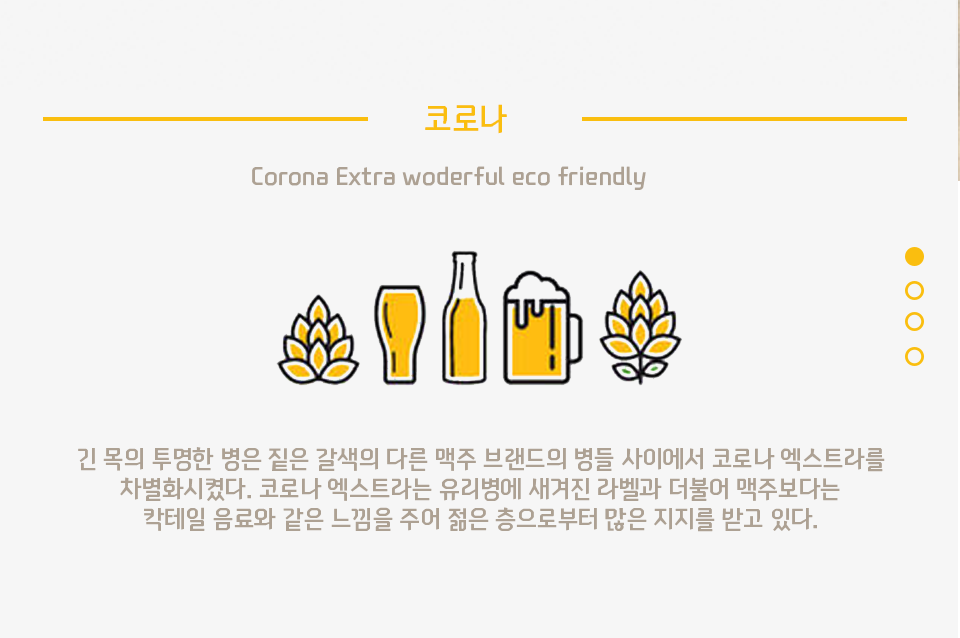 코로나
Corona Extra woderful eco friendly
긴 목의 투명한 병은 짙은 갈색의 다른 맥주 브랜드의 병들 사이에서 코로나 엑스트라를
차별화시켰다. 코로나 엑스트라는 유리병에 새겨진 라벨과 더불어 맥주보다는
칵테일 음료와 같은 느낌을 주어 젊은 층으로부터 많은 지지를 받고 있다.